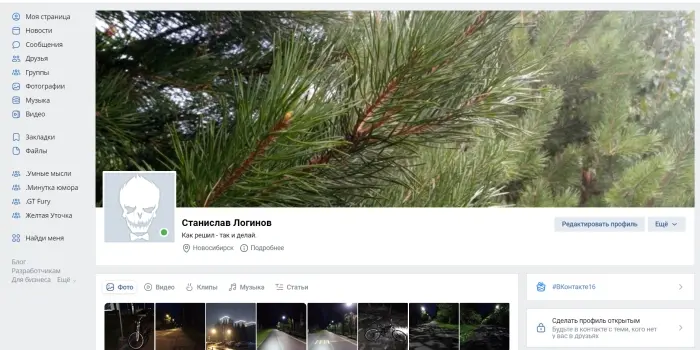 Моя страница
Новости
Сообщения
Друзья
Группы
Фотографии
Музыка
Видео
Закладки
Файлы
.Умные мысли
.Минутка юмора
.GT Fury
Желтая Уточка
Найди меня
Блог
Разработчикам
Для бизнеса Ещё
Станислав Логинов
Как решил - так и делай.
Новосибирск Подробнее
Редактировать профиль Ещё
Фото Видео Клипы Музыка Статьи
#ВКонтакте16
Сделать профиль открытым
Будьте в контакте с теми, кого нет
у вас в друзьях